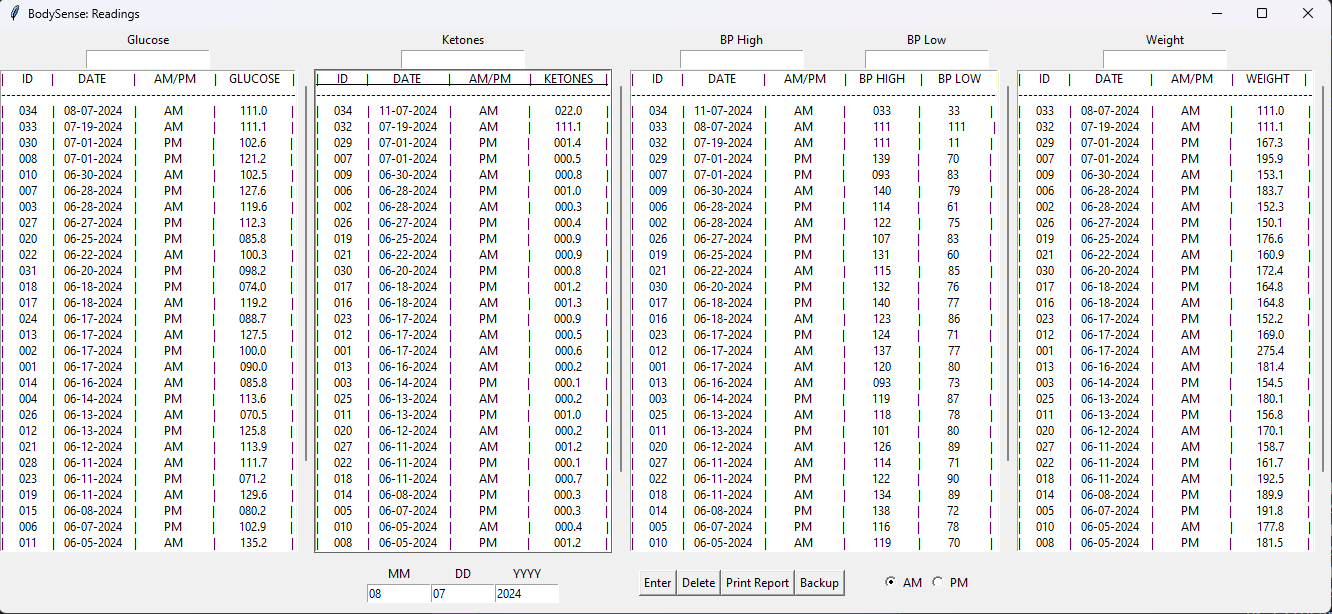 BodySense: Readings
Glucose
| ID | DATE | AM/PM | GLUCOSE |
| 034 | 08-07-2024 | AM | 111.0 |
| 033 | 07-19-2024 | AM | 111.1 |
| 030 | 07-01-2024 | PM | 102.6 |
| 008 | 07-01-2024 | PM | 121.2 |
| 010 | 06-30-2024 | AM | 102.5 |
| 007 | 06-28-2024 | PM | 127.6 |
| 003 | 06-28-2024 | AM | 119.6 |
| 027 | 06-27-2024 | PM | 112.3 |
| 020 | 06-25-2024 | PM | 085.8 |
| 022 | 06-22-2024 | AM | 100.3 |
| 031 | 06-20-2024 | PM | 098.2 |
| 018 | 06-18-2024 | PM | 074.0 |
| 017 | 06-18-2024 | AM | 119.2 |
| 024 | 06-17-2024 | PM | 088.7 |
| 013 | 06-17-2024 | AM | 127.5 |
| 002 | 06-17-2024 | PM | 100.0 |
| 001 | 06-17-2024 | AM | 090.0 |
| 014 | 06-16-2024 | AM | 085.8 |
| 004 | 06-14-2024 | PM | 113.6 |
| 026 | 06-13-2024 | AM | 070.5 |
| 012 | 06-13-2024 | PM | 125.8 |
| 021 | 06-12-2024 | AM | 113.9 |
| 028 | 06-11-2024 | AM | 111.7 |
| 023 | 06-11-2024 | PM | 071.2 |
| 019 | 06-11-2024 | AM | 129.6 |
| 015 | 06-08-2024 | PM | 080.2 |
| 006 | 06-07-2024 | PM | 102.9 |
| 011 | 06-05-2024 | AM | 135.2 |
Ketones
| ID | DATE | AM/PM | KETONES |
| 034 | 11-07-2024 | AM | 022.0 |
| 032 | 07-19-2024 | AM | 111.1 |
| 029 | 07-01-2024 | PM | 001.4 |
| 007 | 07-01-2024 | PM | 000.5 |
| 009 | 06-30-2024 | AM | 000.8 |
| 006 | 06-28-2024 | PM | 001.0 |
| 002 | 06-28-2024 | AM | 000.3 |
| 026 | 06-27-2024 | PM | 000.4 |
| 019 | 06-25-2024 | PM | 000.9 |
| 021 | 06-22-2024 | AM | 000.9 |
| 030 | 06-20-2024 | PM | 000.8 |
| 017 | 06-18-2024 | PM | 001.2 |
| 016 | 06-18-2024 | AM | 001.3 |
| 023 | 06-17-2024 | PM | 000.9 |
| 012 | 06-17-2024 | AM | 000.5 |
| 001 | 06-17-2024 | AM | 000.6 |
| 013 | 06-16-2024 | AM | 000.2 |
| 003 | 06-14-2024 | PM | 000.1 |
| 025 | 06-13-2024 | AM | 000.2 |
| 011 | 06-13-2024 | PM | 001.0 |
| 020 | 06-12-2024 | AM | 000.2 |
| 027 | 06-11-2024 | AM | 001.2 |
| 022 | 06-11-2024 | PM | 000.1 |
| 018 | 06-11-2024 | AM | 000.7 |
| 014 | 06-08-2024 | PM | 000.3 |
| 005 | 06-07-2024 | PM | 000.3 |
| 010 | 06-05-2024 | AM | 000.4 |
| 008 | 06-05-2024 | PM | 001.2 |
BP High BP Low
| ID | DATE | AM/PM | BP HIGH | BP LOW |
| 034 | 11-07-2024 | AM | 033 | 33 |
| 033 | 08-07-2024 | AM | 111 | 111 |
| 032 | 07-19-2024 | AM | 111 | 11 |
| 029 | 07-01-2024 | PM | 139 | 70 |
| 007 | 07-01-2024 | PM | 093 | 83 |
| 009 | 06-30-2024 | AM | 140 | 79 |
| 006 | 06-28-2024 | PM | 114 | 61 |
| 002 | 06-28-2024 | AM | 122 | 75 |
| 026 | 06-27-2024 | PM | 107 | 83 |
| 019 | 06-25-2024 | PM | 131 | 60 |
| 021 | 06-22-2024 | AM | 115 | 85 |
| 030 | 06-20-2024 | PM | 132 | 76 |
| 017 | 06-18-2024 | PM | 140 | 77 |
| 016 | 06-18-2024 | AM | 123 | 86 |
| 023 | 06-17-2024 | PM | 124 | 71 |
| 012 | 06-17-2024 | AM | 137 | 77 |
| 001 | 06-17-2024 | AM | 120 | 80 |
| 013 | 06-16-2024 | AM | 093 | 73 |
| 003 | 06-14-2024 | PM | 119 | 87 |
| 025 | 06-13-2024 | AM | 118 | 78 |
| 011 | 06-13-2024 | PM | 101 | 80 |
| 020 | 06-12-2024 | AM | 126 | 89 |
| 027 | 06-11-2024 | AM | 114 | 71 |
| 022 | 06-11-2024 | PM | 122 | 90 |
| 018 | 06-11-2024 | AM | 134 | 89 |
| 014 | 06-08-2024 | PM | 138 | 72 |
| 005 | 06-07-2024 | PM | 116 | 78 |
| 010 | 06-05-2024 | AM | 119 | 70 |
Weight
| ID | DATE | AM/PM | WEIGHT |
| 033 | 08-07-2024 | AM | 111.0 |
| 032 | 07-19-2024 | AM | 111.1 |
| 029 | 07-01-2024 | PM | 167.3 |
| 007 | 07-01-2024 | PM | 195.9 |
| 009 | 06-30-2024 | AM | 153.1 |
| 006 | 06-28-2024 | PM | 183.7 |
| 002 | 06-28-2024 | AM | 152.3 |
| 026 | 06-27-2024 | PM | 150.1 |
| 019 | 06-25-2024 | PM | 176.6 |
| 021 | 06-22-2024 | AM | 160.9 |
| 030 | 06-20-2024 | PM | 172.4 |
| 017 | 06-18-2024 | PM | 164.8 |
| 016 | 06-18-2024 | AM | 164.8 |
| 023 | 06-17-2024 | PM | 152.2 |
| 012 | 06-17-2024 | AM | 169.0 |
| 001 | 06-17-2024 | AM | 275.4 |
| 013 | 06-16-2024 | AM | 181.4 |
| 003 | 06-14-2024 | PM | 154.5 |
| 025 | 06-13-2024 | AM | 180.1 |
| 011 | 06-13-2024 | PM | 156.8 |
| 020 | 06-12-2024 | AM | 170.1 |
| 027 | 06-11-2024 | AM | 158.7 |
| 022 | 06-11-2024 | PM | 161.7 |
| 018 | 06-11-2024 | AM | 192.5 |
| 014 | 06-08-2024 | PM | 189.9 |
| 005 | 06-07-2024 | PM | 191.8 |
| 010 | 06-05-2024 | AM | 177.8 |
| 008 | 06-05-2024 | PM | 181.5 |
MM DD YYYY
08 07 2024
Enter Delete Print Report Backup AM PM